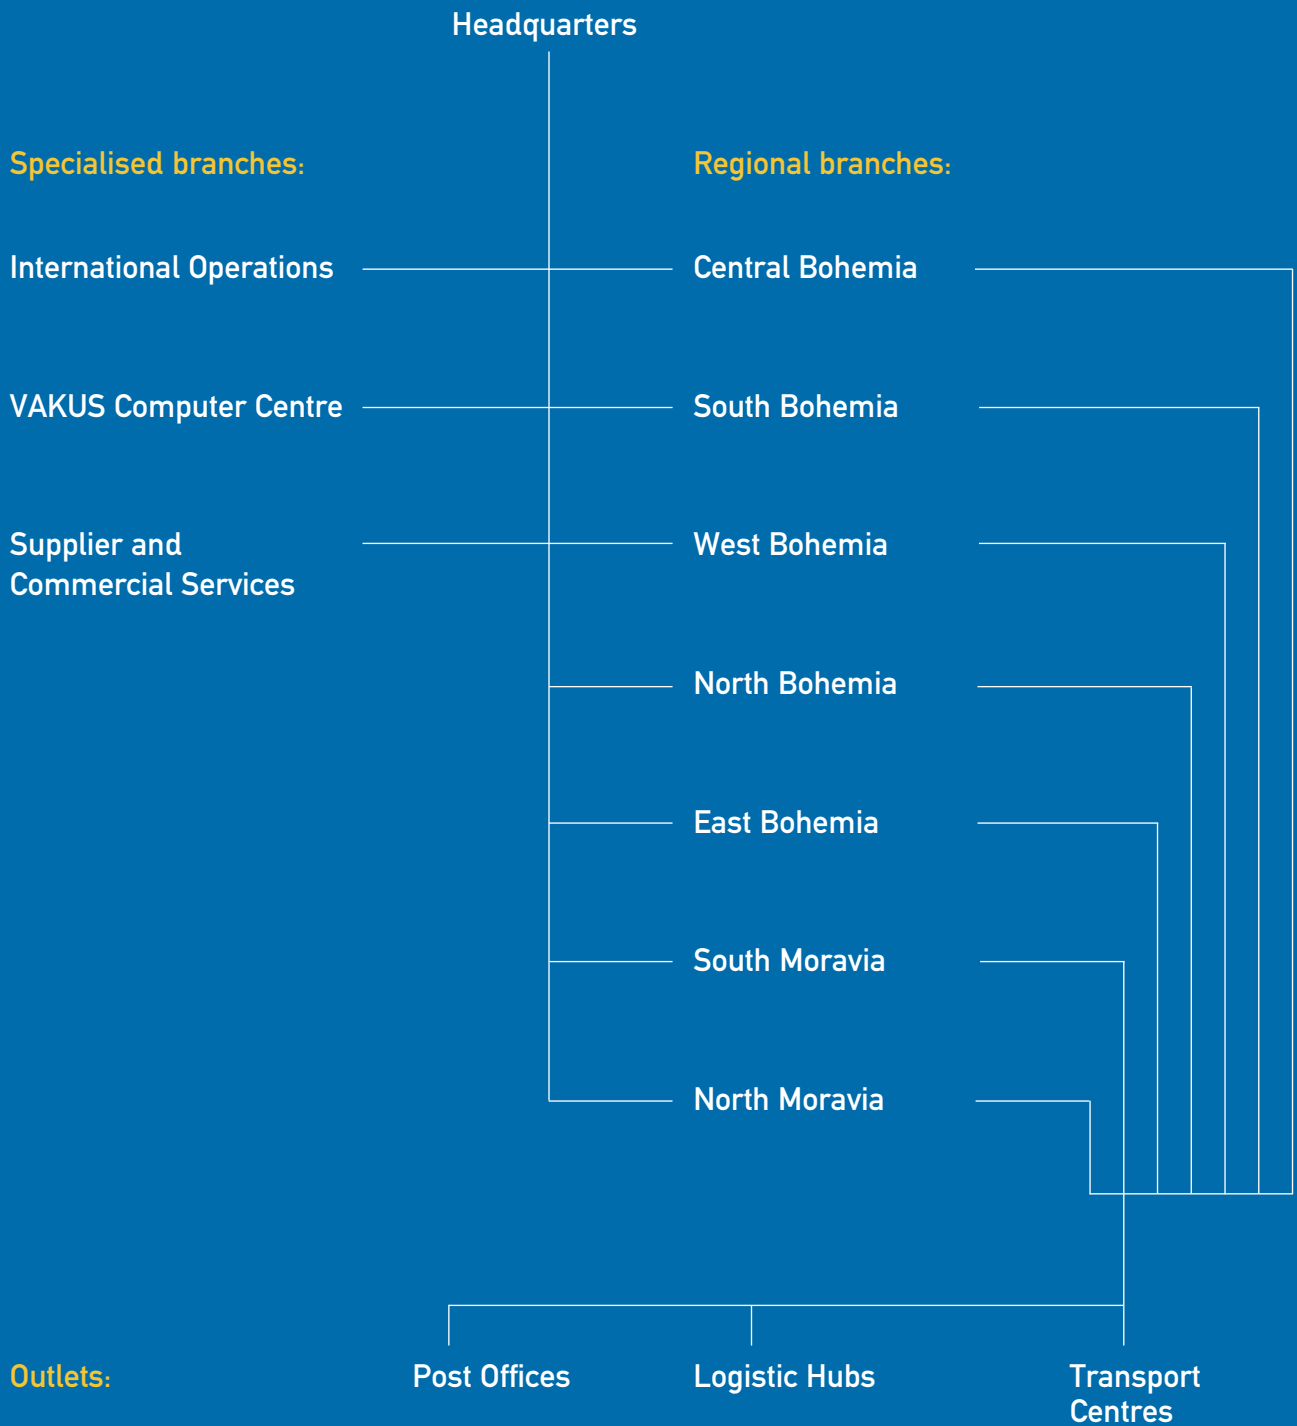 Headquarters
Specialised branches:
Regional branches:
International Operations
Central Bohemia
VAKUS Computer Centre
South Bohemia
Supplier and
Commercial Services
West Bohemia
North Bohemia
East Bohemia
South Moravia
North Moravia
Outlets:
Post Offices
Logistic Hubs
Transport
Centres